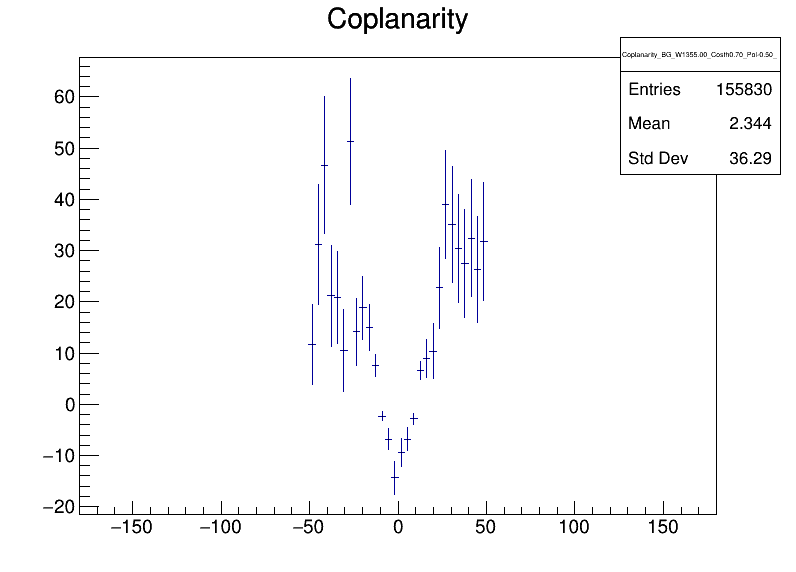 Coplanarity
Coplanarity_BG_W1355.00_Costh0.70_Pol-0.50_
Entries 155830
Mean 2.344
Std Dev 36.29
60
50
40
30
20
10
0
−10
−20
−150 −100 −50 0 50 100 150